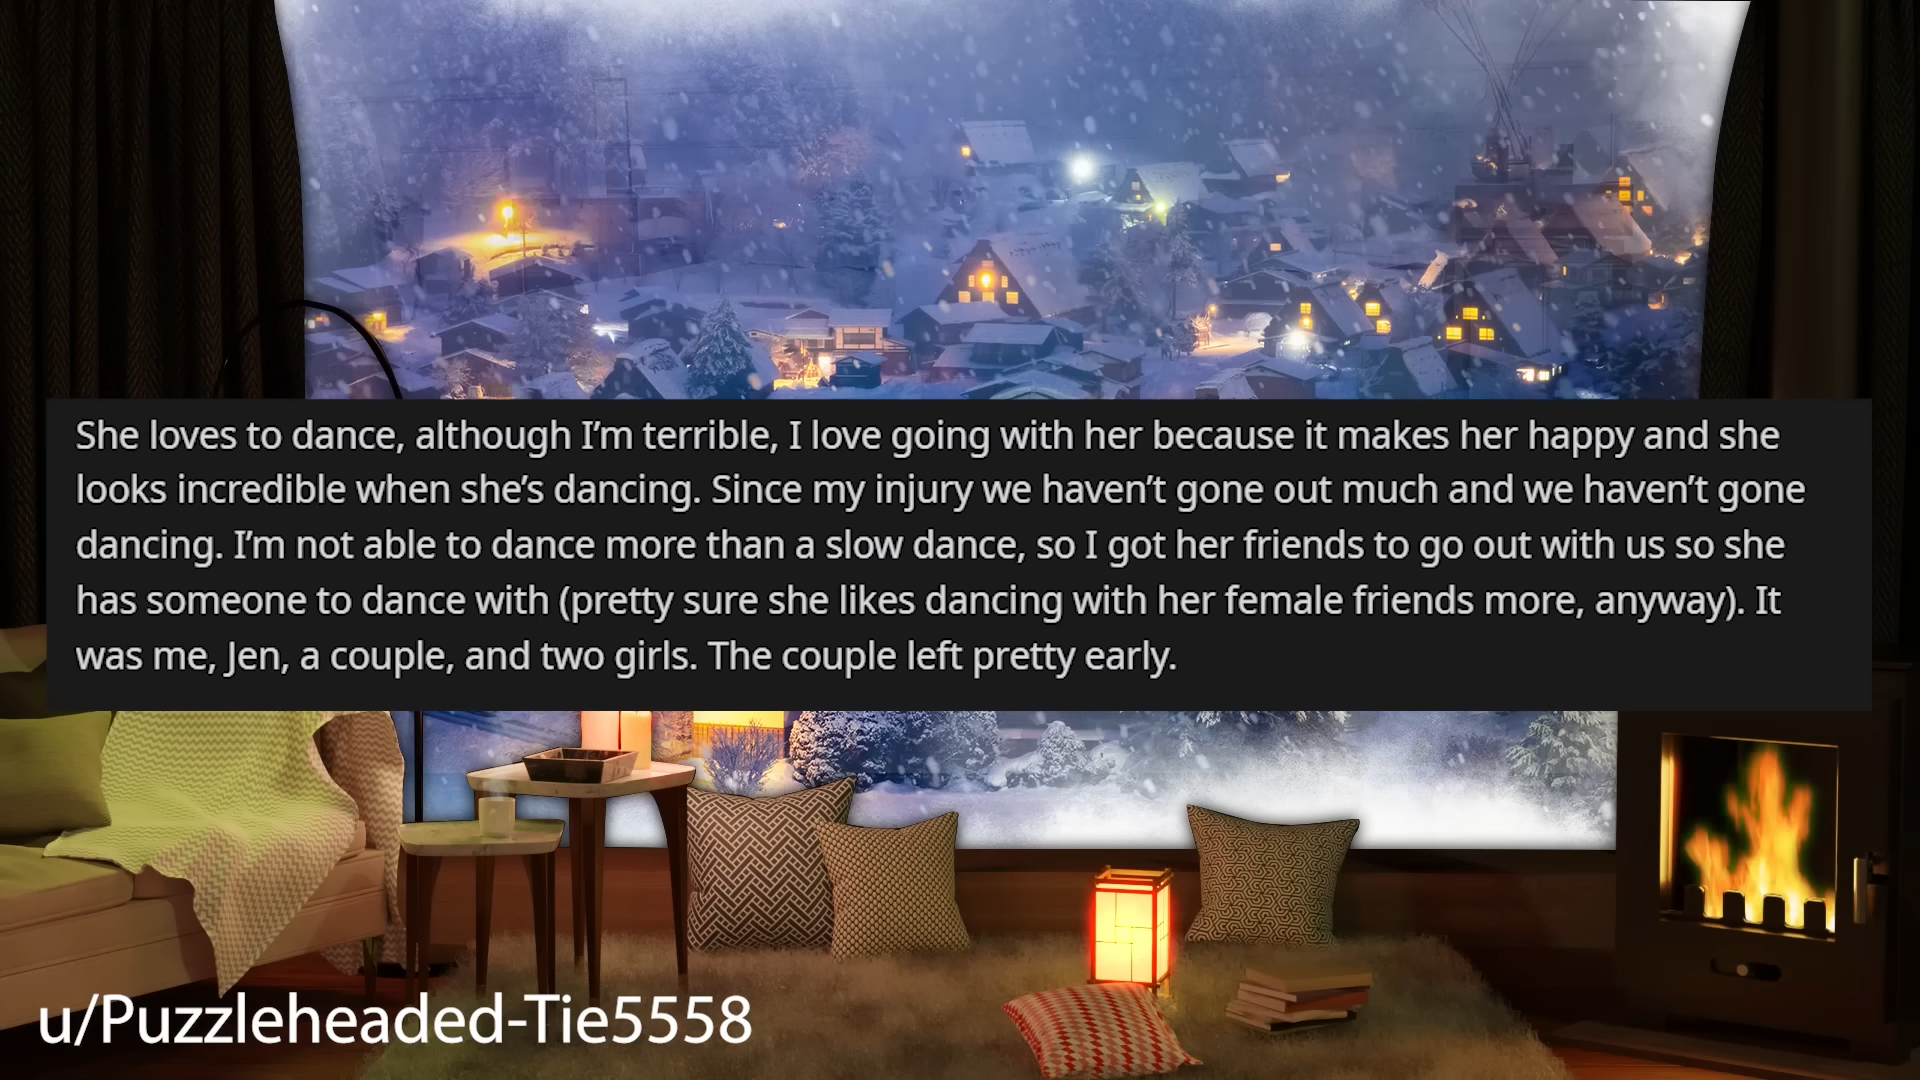 She loves to dance, although I’m terrible, I love going with her because it makes her happy and she
looks incredible when she’s dancing. Since my injury we haven’t gone out much and we haven’t gone
dancing. I’m not able to dance more than a slow dance, so I got her friends to go out with us so she
has someone to dance with (pretty sure she likes dancing with her female friends more, anyway). It
was me, Jen, a couple, and two girls. The couple left pretty early.
u/Puzzleheaded-Tie5558